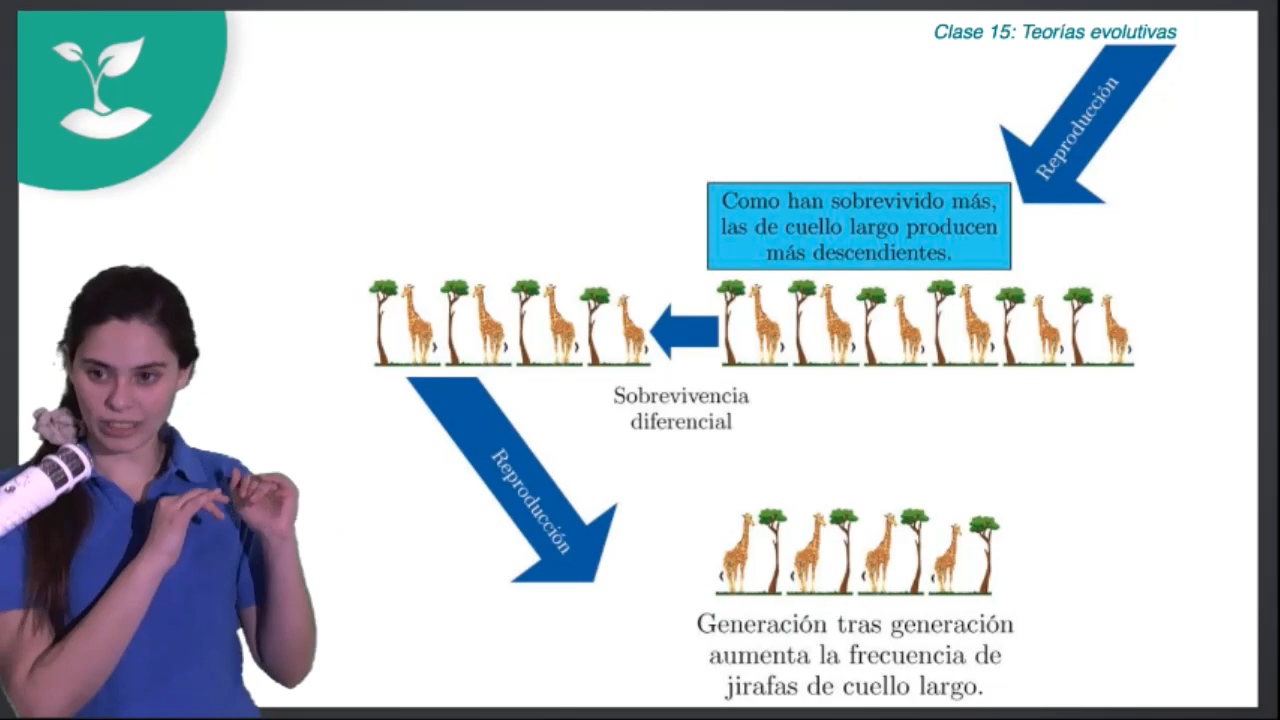 Clase 15: Teorías evolutivas
Reproducción
Como han sobrevivido más,
las de cuello largo producen
más descendientes.
Sobrevivencia
diferencial
Reproducción
Generación tras generación
aumenta la frecuencia de
jirafas de cuello largo.